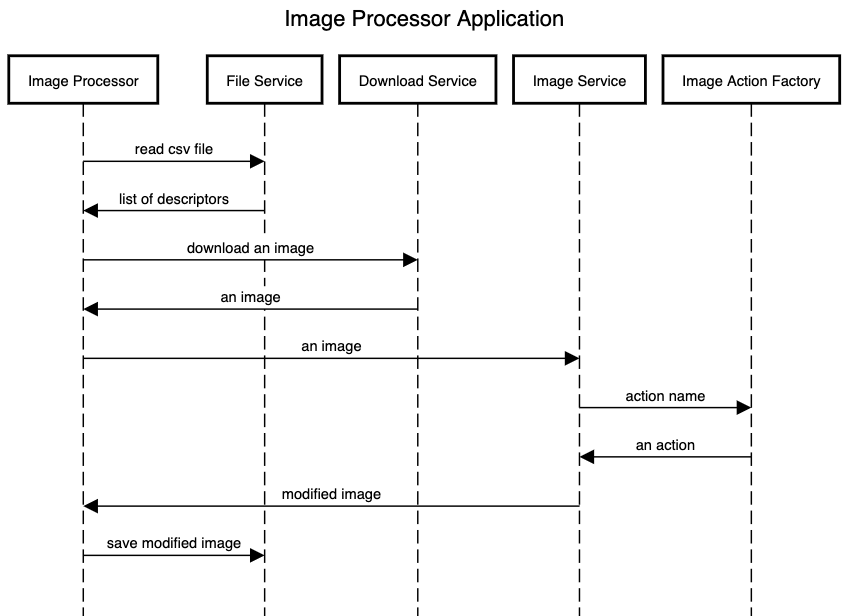 Image Processor Application
Image Processor
File Service
Download Service
Image Service
Image Action Factory
read csv file
list of descriptors
download an image
an image
an image
action name
an action
modified image
save modified image